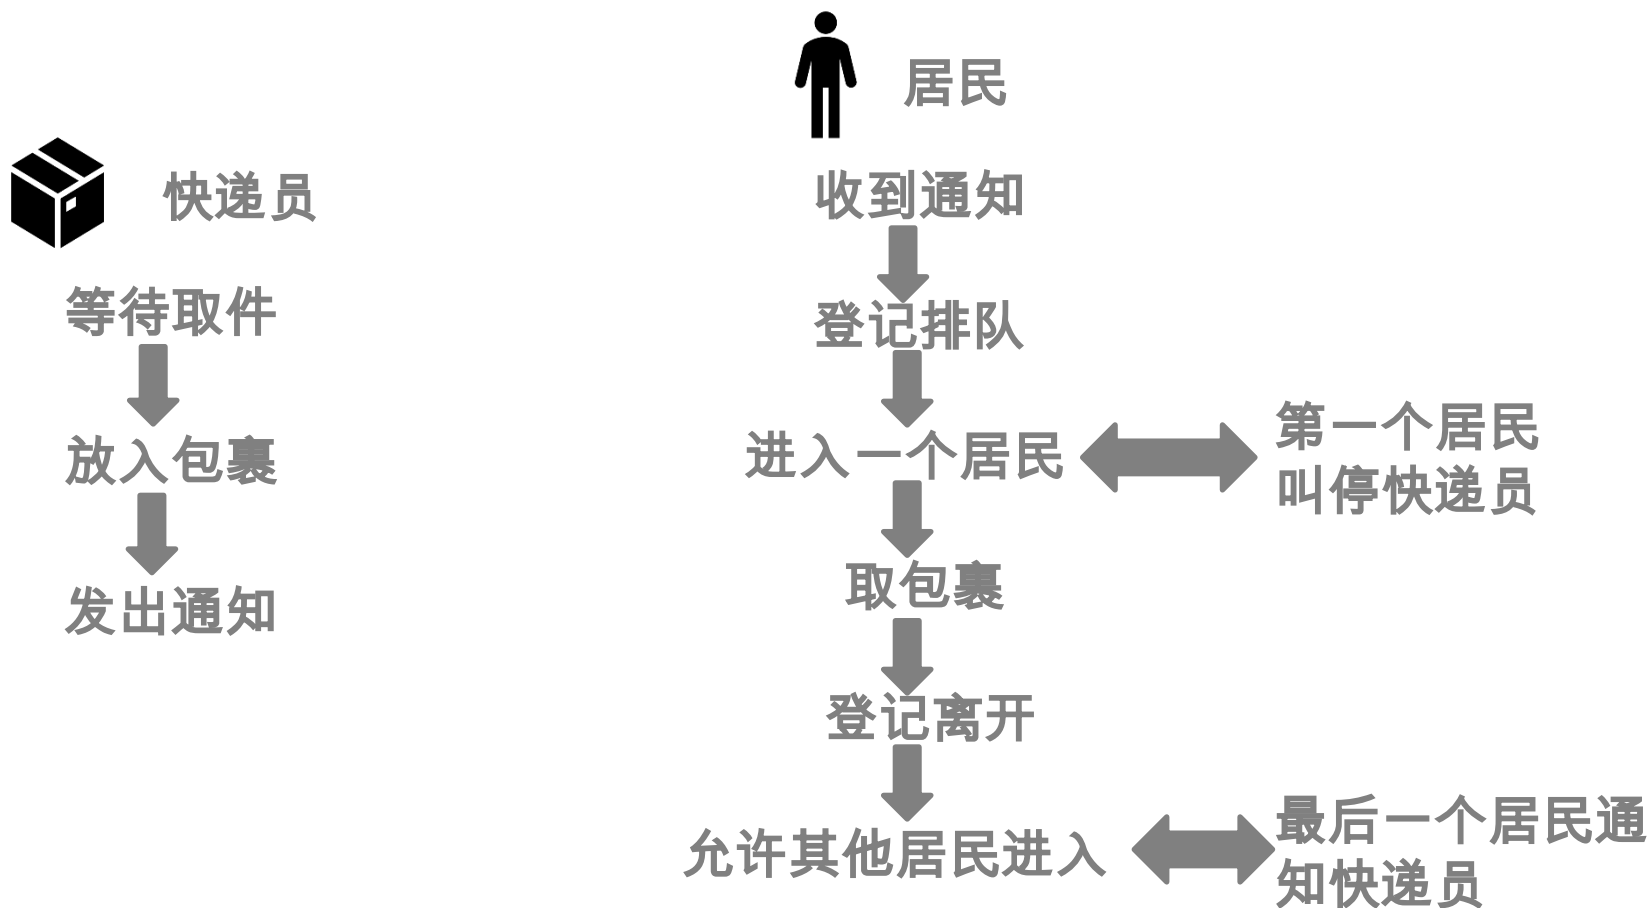 快递员
等待取件
放入包裹
发出通知
居民
收到通知
登记排队
进入一个居民
第一个居民
叫停快递员
取包裹
登记离开
允许其他居民进入
最后一个居民通
知快递员